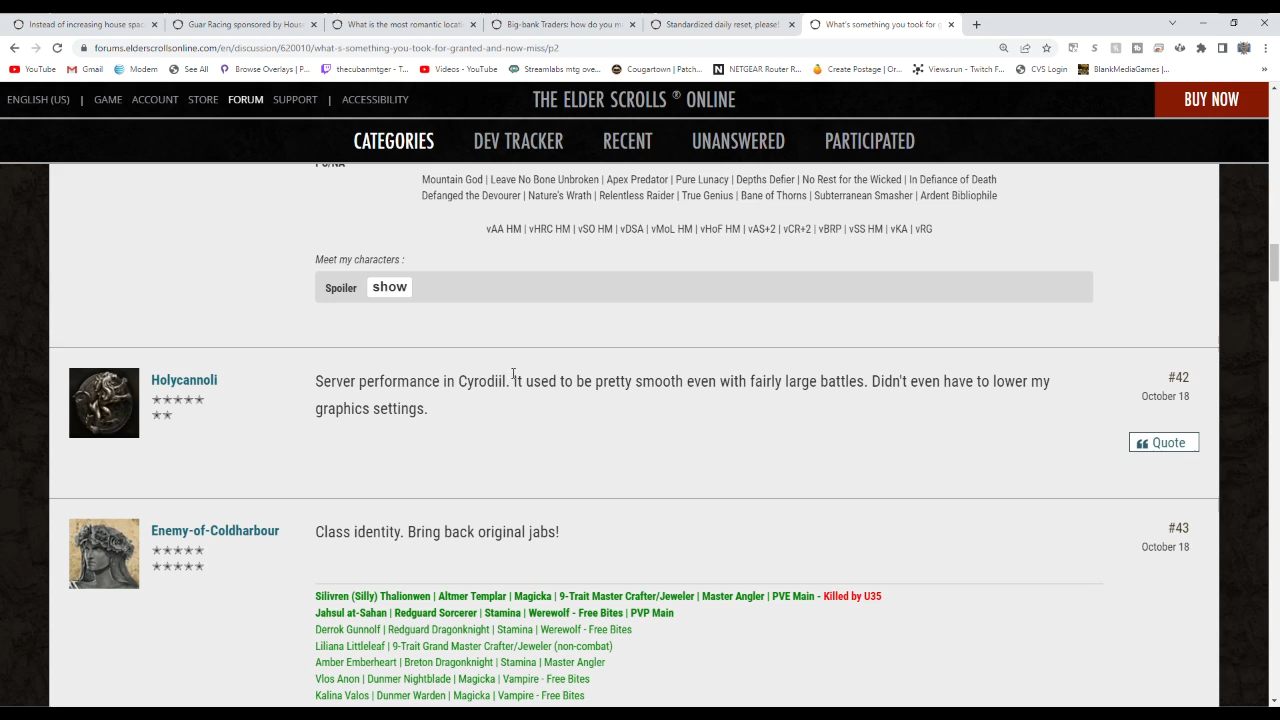 Instead of increasing house spac
Guar Racing sponsored by Hous
What is the most romantic locati
Big-bank Traders: how do you m
Standardized daily reset, please!
What's something you took for g
forums.elderscrollsonline.com/en/discussion/620010/what-s-something-you-took-for-granted-and-now-miss/p2
YouTube
Gmail
Modem
See All
Browse Overlays | P...
thecubanmtger - T...
Videos - YouTube
Streamlabs mtg ove...
Cougartown | Patch...
NETGEAR Router R...
Create Postage | Or...
Views.run - Twitch F...
CVS Login
BlankMediaGames |...
ENGLISH (US) | GAME ACCOUNT STORE FORUM SUPPORT | ACCESSIBILITY
THE ELDER SCROLLS ® ONLINE
BUY NOW
CATEGORIES DEV TRACKER RECENT UNANSWERED PARTICIPATED
PC/NA
Mountain God | Leave No Bone Unbroken | Apex Predator | Pure Lunacy | Depths Defier | No Rest for the Wicked | In Defiance of Death
Defanged the Devourer | Nature's Wrath | Relentless Raider | True Genius | Bane of Thorns | Subterranean Smasher | Ardent Bibliophile
vAA HM | vHRC HM | vSO HM | vDSA | vMoL HM | vHoF HM | vAS+2 | vCR+2 | vBRP | vSS HM | vKA | vRG
Meet my characters :
Spoiler show
Holycannoli
Server performance in Cyrodiil. It used to be pretty smooth even with fairly large battles. Didn't even have to lower my
graphics settings.
#42
October 18
Quote
Enemy-of-Coldharbour
Class identity. Bring back original jabs!
#43
October 18
Silivren (Silly) Thalionwen | Altmer Templar | Magicka | 9-Trait Master Crafter/Jeweler | Master Angler | PVE Main - Killed by U35
Jahsul at-Sahan | Redguard Sorcerer | Stamina | Werewolf - Free Bites | PVP Main
Derrok Gunnolf | Redguard Dragonknight | Stamina | Werewolf - Free Bites
Liliana Littleleaf | 9-Trait Grand Master Crafter/Jeweler (non-combat)
Amber Emberheart | Breton Dragonknight | Stamina | Master Angler
Vlos Anon | Dunmer Nightblade | Magicka | Vampire - Free Bites
Kalina Valos | Dunmer Warden | Magicka | Vampire - Free Bites